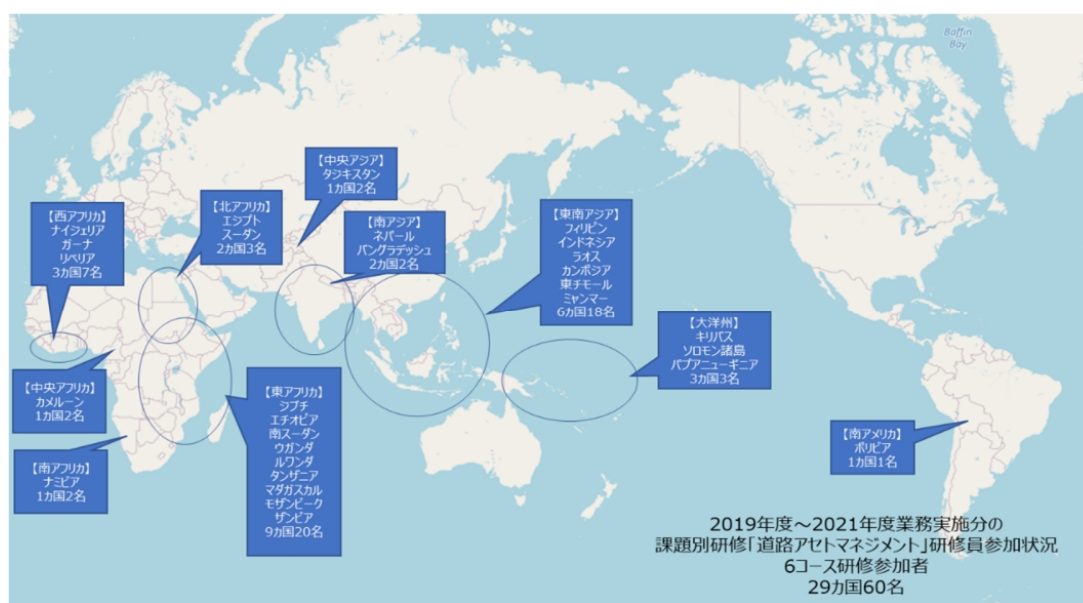 Baffin
Bay
【中央アジア】
タジキスタン
1カ国2名
【北アフリカ】
エジプト
スーダン
2カ国3名
【西アフリカ】
ナイジェリア
ガーナ
リベリア
3カ国7名
【南アジア】
ネパール
バングラデッシュ
2カ国2名
【東南アジア】
フィリピン
インドネシア
ラオス
カンボジア
東チモール
ミャンマー
6カ国18名
【大洋州】
キリバス
ソロモン諸島
パプアニューギニア
3カ国3名
【中央アフリカ】
カメルーン
1カ国2名
【東アフリカ】
ジブチ
エチオピア
南スーダン
ウガンダ
ルワンダ
タンザニア
マダガスカル
モザンビーク
ザンビア
9カ国20名
【南アフリカ】
ナミビア
1カ国2名
【南アメリカ】
ボリビア
1カ国1名
2019年度～2021年度業務実施分の
課題別研修「道路アセトマネジメント」研修員参加状況
6コース研修参加者
29カ国60名